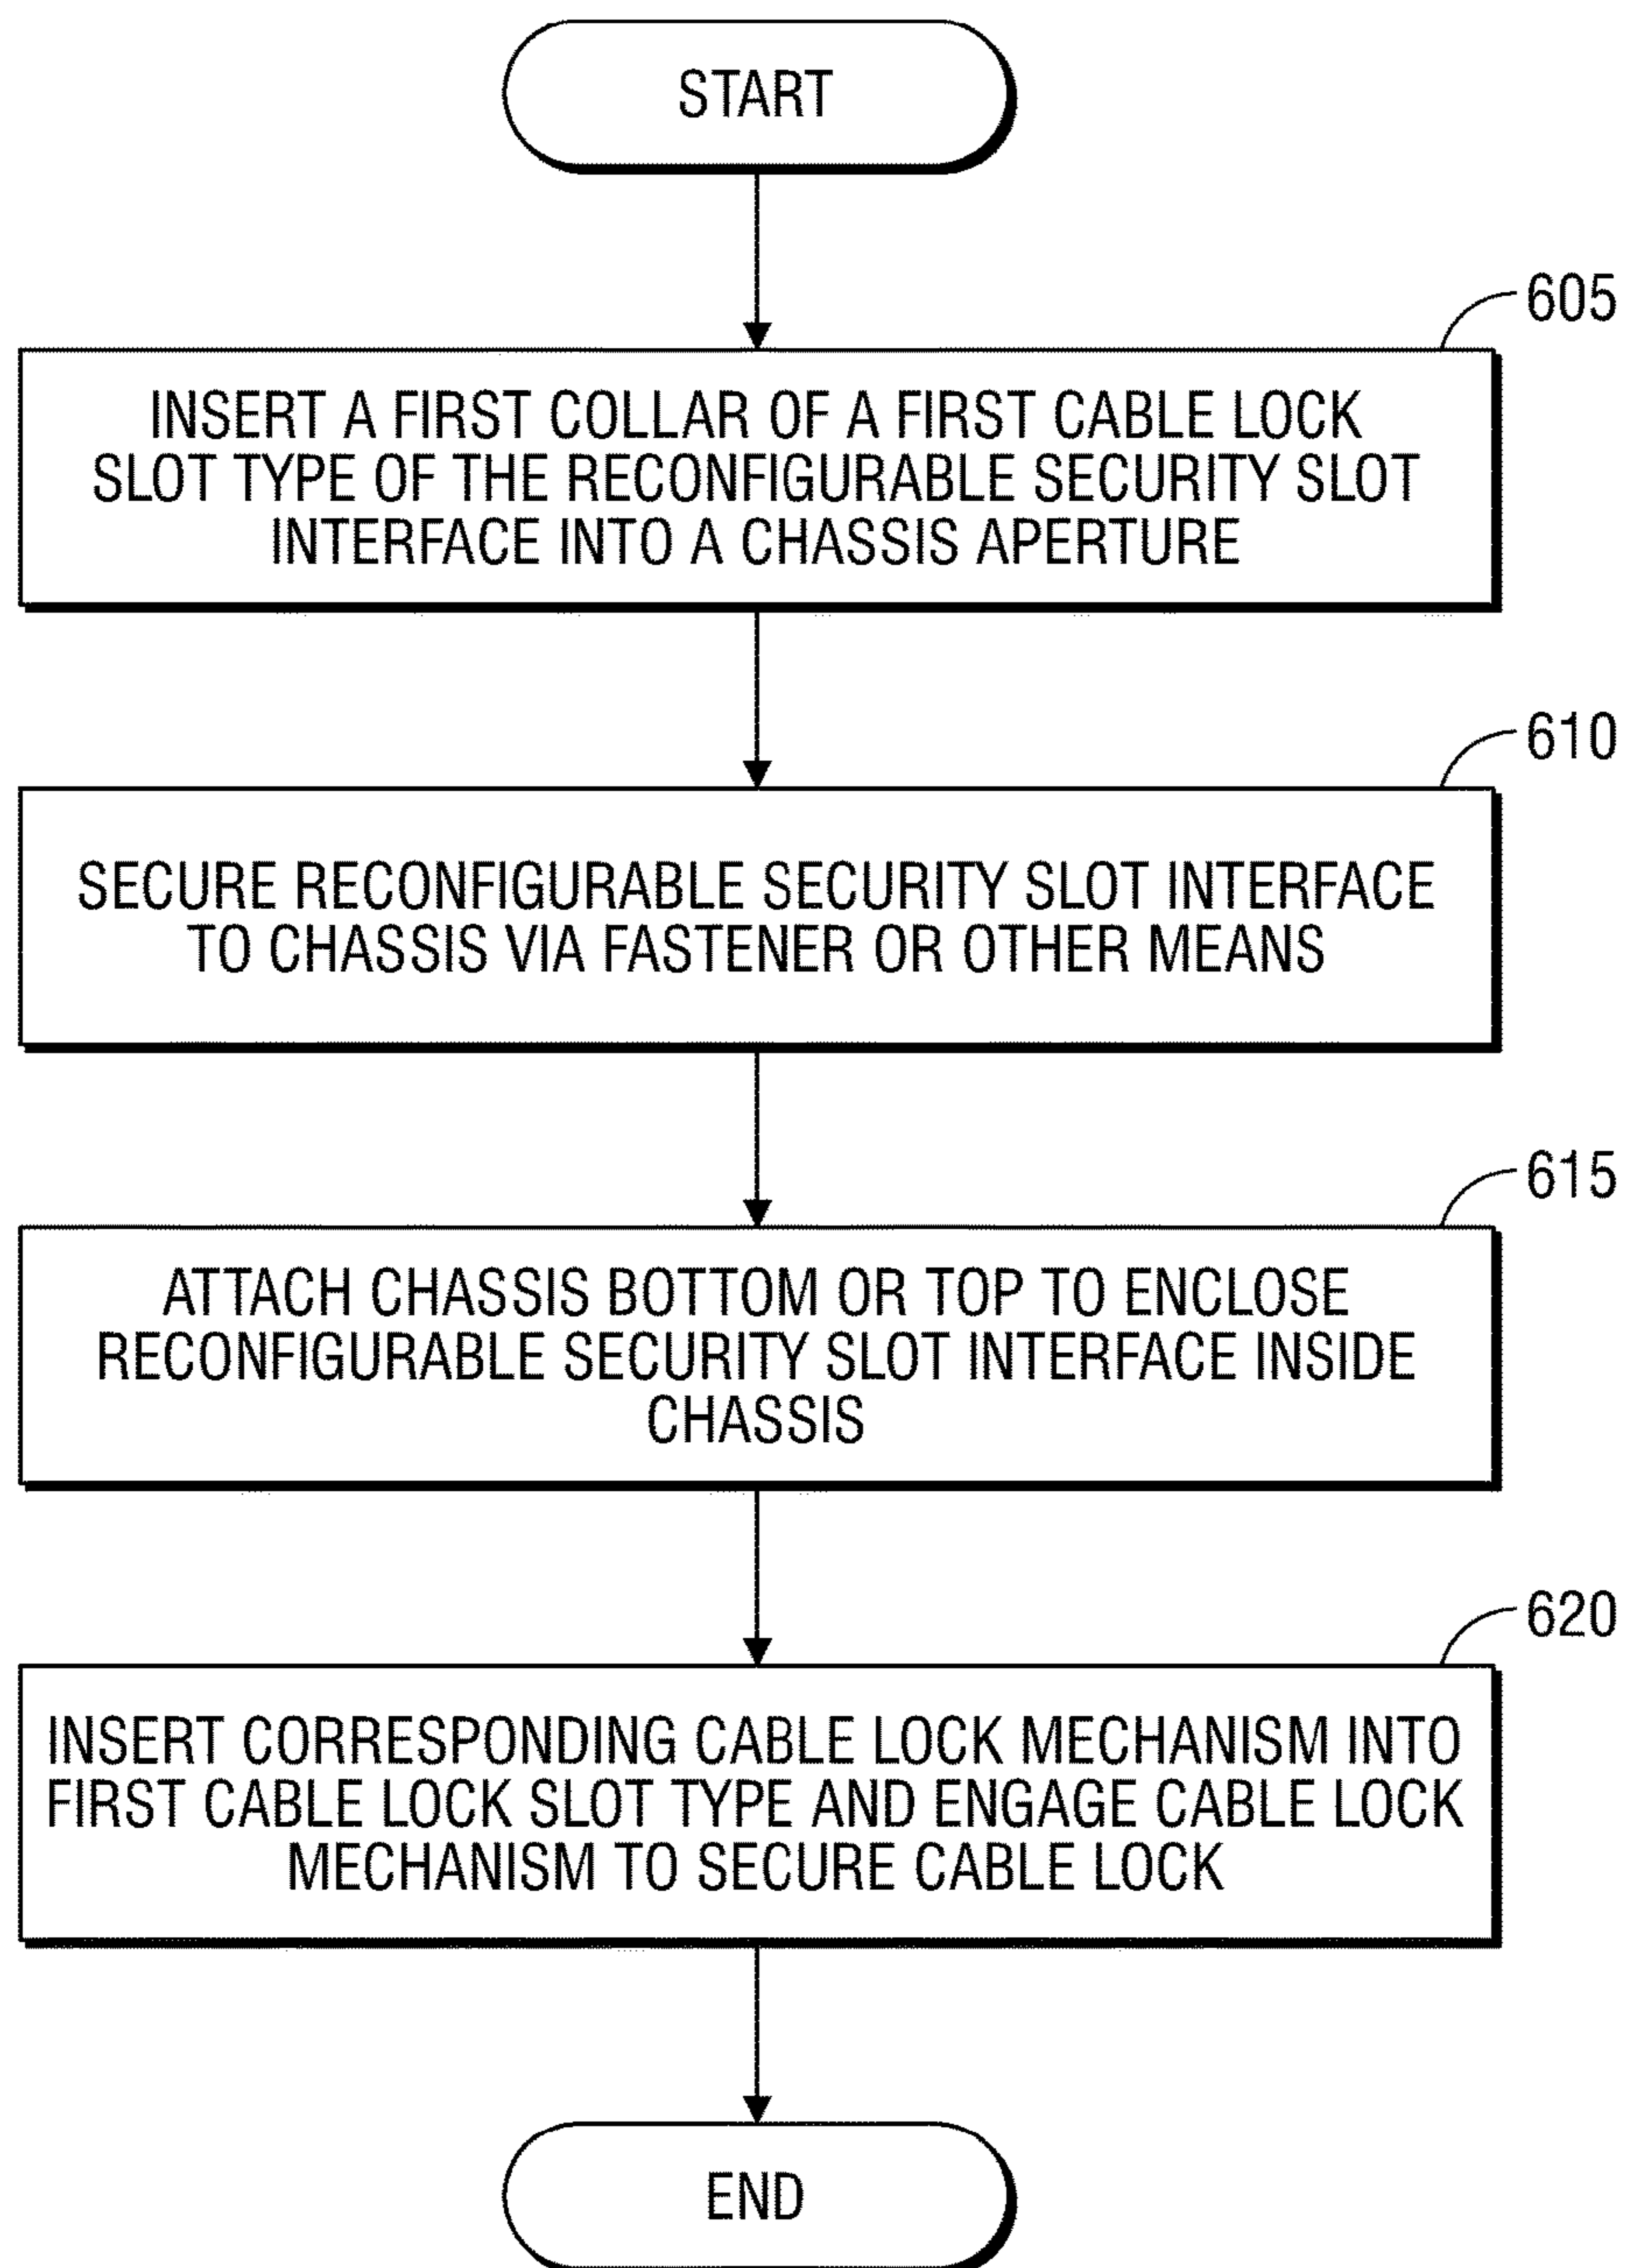 START
605
INSERT A FIRST COLLAR OF A FIRST CABLE LOCK
SLOT TYPE OF THE RECONFIGURABLE SECURITY SLOT
INTERFACE INTO A CHASSIS APERTURE
610
SECURE RECONFIGURABLE SECURITY SLOT INTERFACE
TO CHASSIS VIA FASTENER OR OTHER MEANS
615
ATTACH CHASSIS BOTTOM OR TOP TO ENCLOSE
RECONFIGURABLE SECURITY SLOT INTERFACE INSIDE
CHASSIS
620
INSERT CORRESPONDING CABLE LOCK MECHANISM INTO
FIRST CABLE LOCK SLOT TYPE AND ENGAGE CABLE LOCK
MECHANISM TO SECURE CABLE LOCK
END